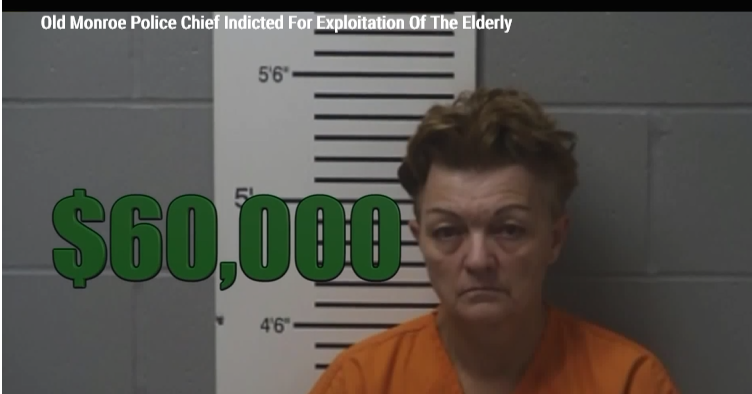 Old Monroe Police Chief Indicted For Exploitation Of The Elderly
5'6"
5'
$60,000
4'6"